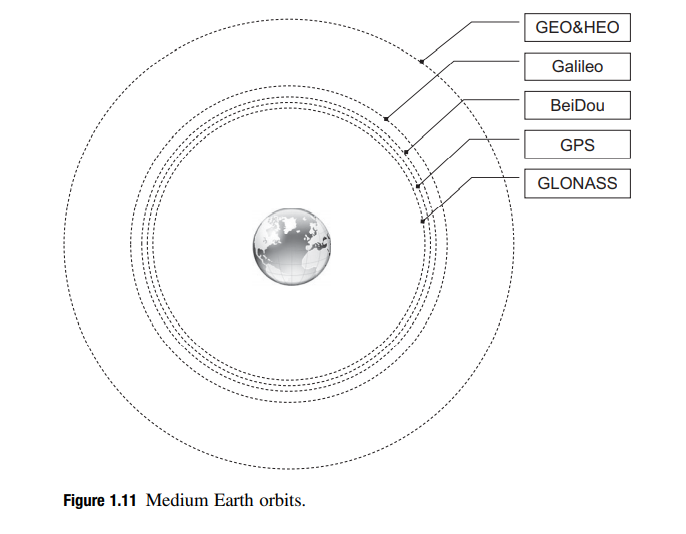 GEO&HEO
Galileo
BeiDou
GPS
GLONASS
Figure 1.11 Medium Earth orbits.